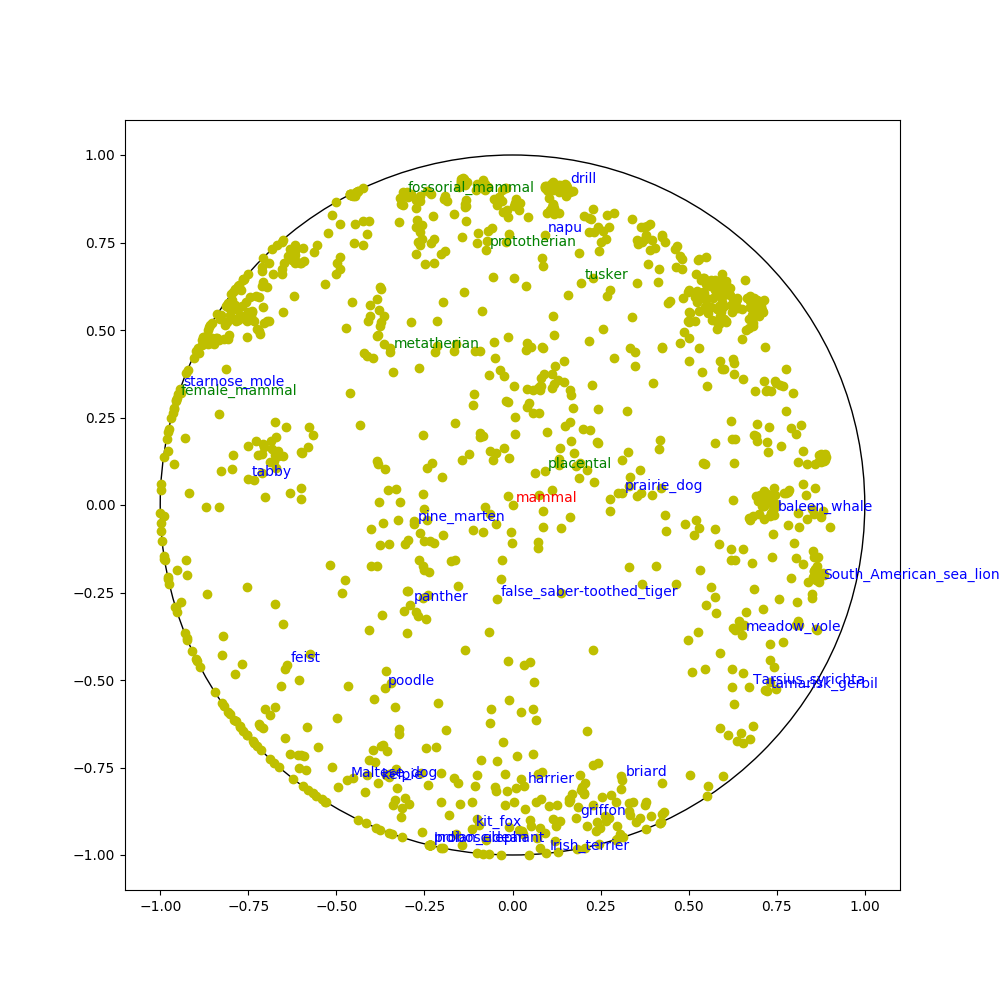 1.00
0.75
0.50
0.25
0.00
−0.25
−0.50
−0.75
−1.00
drill
fossorial_mammal
napu
prototherian
tusker
metatherian
starnose_mole
female_mammal
placental
tabby
prairie_dog
mammal
baleen_whale
pine_marten
South_American_sea_lion
false_saber-toothed_tiger
panther
meadow_vole
feist
Tarsius_syrichta
tamarisk_gerbil
poodle
Maltese_dog
harrier
briard
griffon
kit_fox
Irish_terrier
−1.00 −0.75 −0.50 −0.25 0.00 0.25 0.50 0.75 1.00